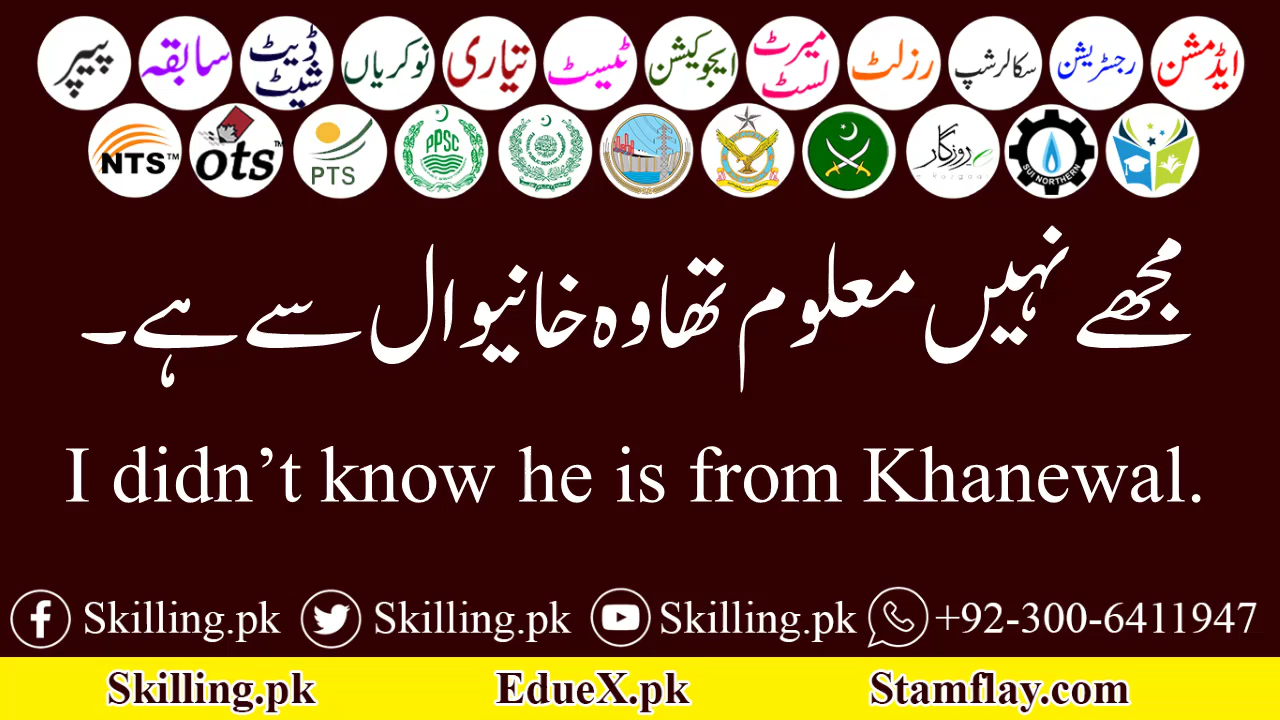 ایڈمشن رجسٹریشن سکالرشپ رزلٹ میرٹ لسٹ ایجوکیشن ٹیسٹ تیاری نوکریاں ڈیٹ شیٹ سابقہ پیپر
NTS™ ots™ PTS PPSC روزگار SUI NORTHERN
مجھے نہیں معلوم تھا وہ خانیوال سے ہے۔
I didn’t know he is from Khanewal.
Skilling.pk Skilling.pk Skilling.pk +92-300-6411947
Skilling.pk EdueX.pk Stamflay.com